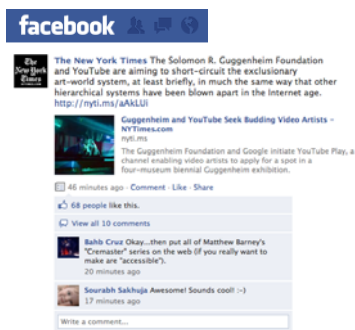 facebook
The New York Times
The New York Times The Solomon R. Guggenheim Foundation
and YouTube are aiming to short-circuit the exclusionary
art-world system, at least briefly, in much the same way that other
hierarchical systems have been blown apart in the Internet age.
http://nyti.ms/aAkLUi
Guggenheim and YouTube Seek Budding Video Artists -
NYTimes.com
nyti.ms
The Guggenheim Foundation and Google initiate YouTube Play, a
channel enabling video artists to apply for a spot in a
four-museum biennial Guggenheim exhibition.
46 minutes ago · Comment · Like · Share
68 people like this.
View all 10 comments
Bahb Cruz Okay...then put all of Matthew Barney's
"Cremaster" series on the web (if you really want to
make are "accessible").
20 minutes ago
Sourabh Sakhuja Awesome! Sounds cool! :-)
17 minutes ago
Write a comment...